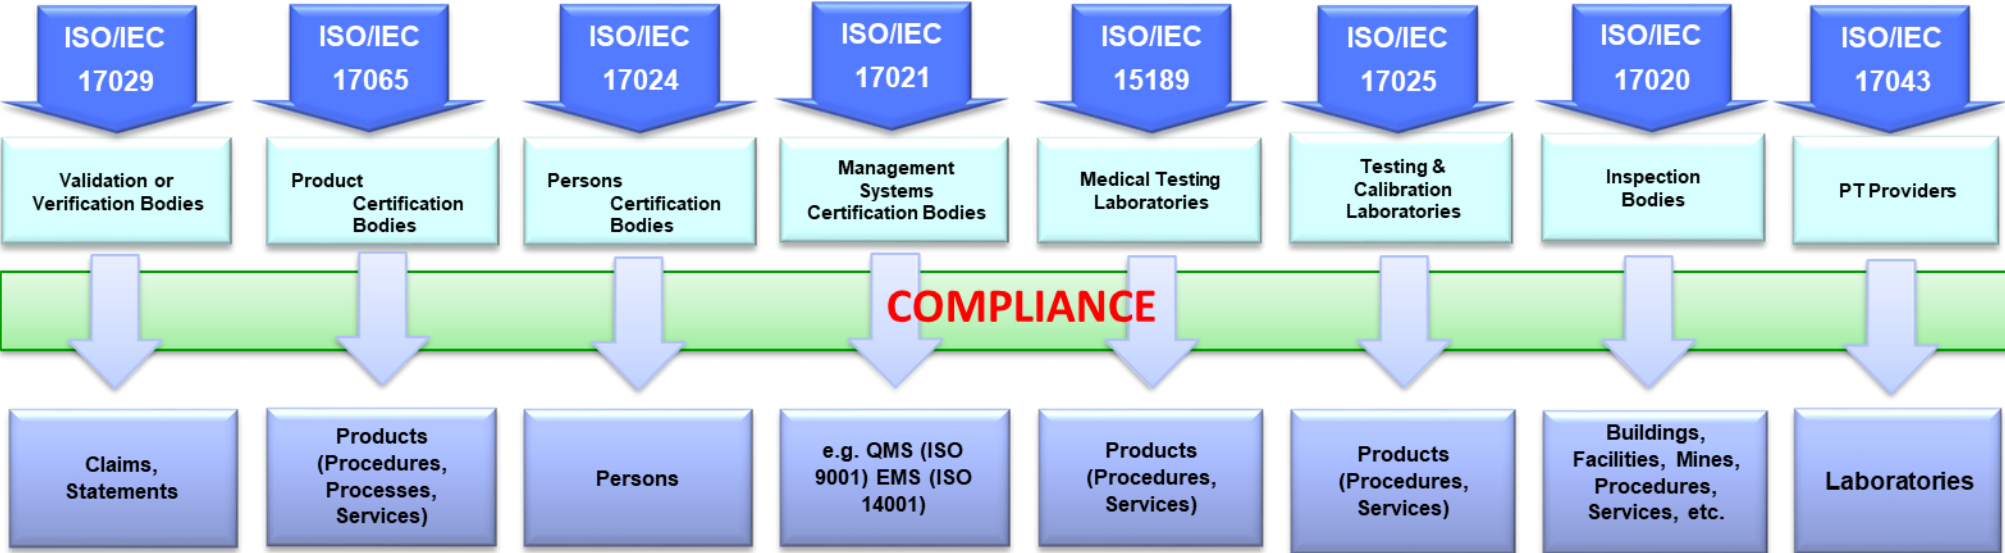 ISO/IEC
17029
ISO/IEC
17065
ISO/IEC
17024
ISO/IEC
17021
ISO/IEC
15189
ISO/IEC
17025
ISO/IEC
17020
ISO/IEC
17043
Validation or
Verification Bodies
Product
Certification
Bodies
Persons
Certification
Bodies
Management
Systems
Certification Bodies
Medical Testing
Laboratories
Testing &
Calibration
Laboratories
Inspection
Bodies
PT Providers
COMPLIANCE
Claims,
Statements
Products
(Procedures,
Processes,
Services)
Persons
e.g. QMS (ISO
9001) EMS (ISO
14001)
Products
(Procedures,
Services)
Products
(Procedures,
Services)
Buildings,
Facilities, Mines,
Procedures,
Services, etc.
Laboratories